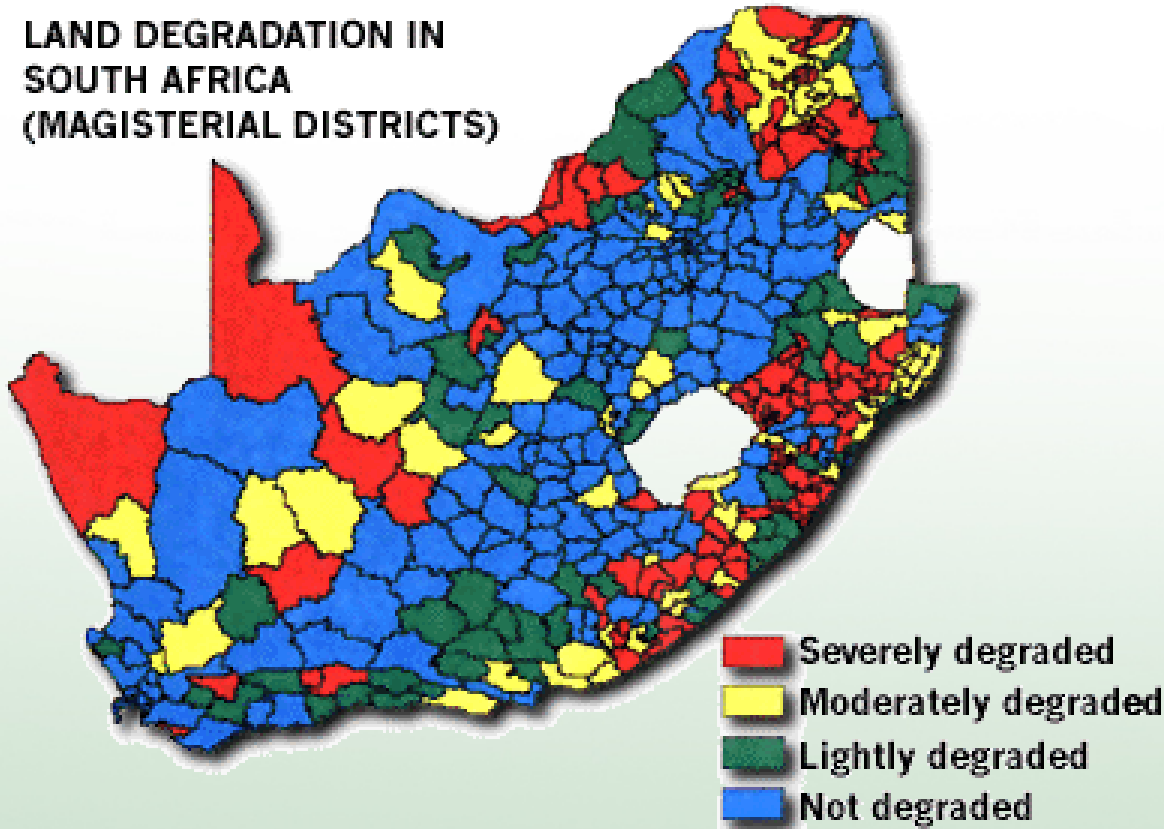 LAND DEGRADATION IN
SOUTH AFRICA
(MAGISTERIAL DISTRICTS)
Severely degraded
Moderately degraded
Lightly degraded
Not degraded